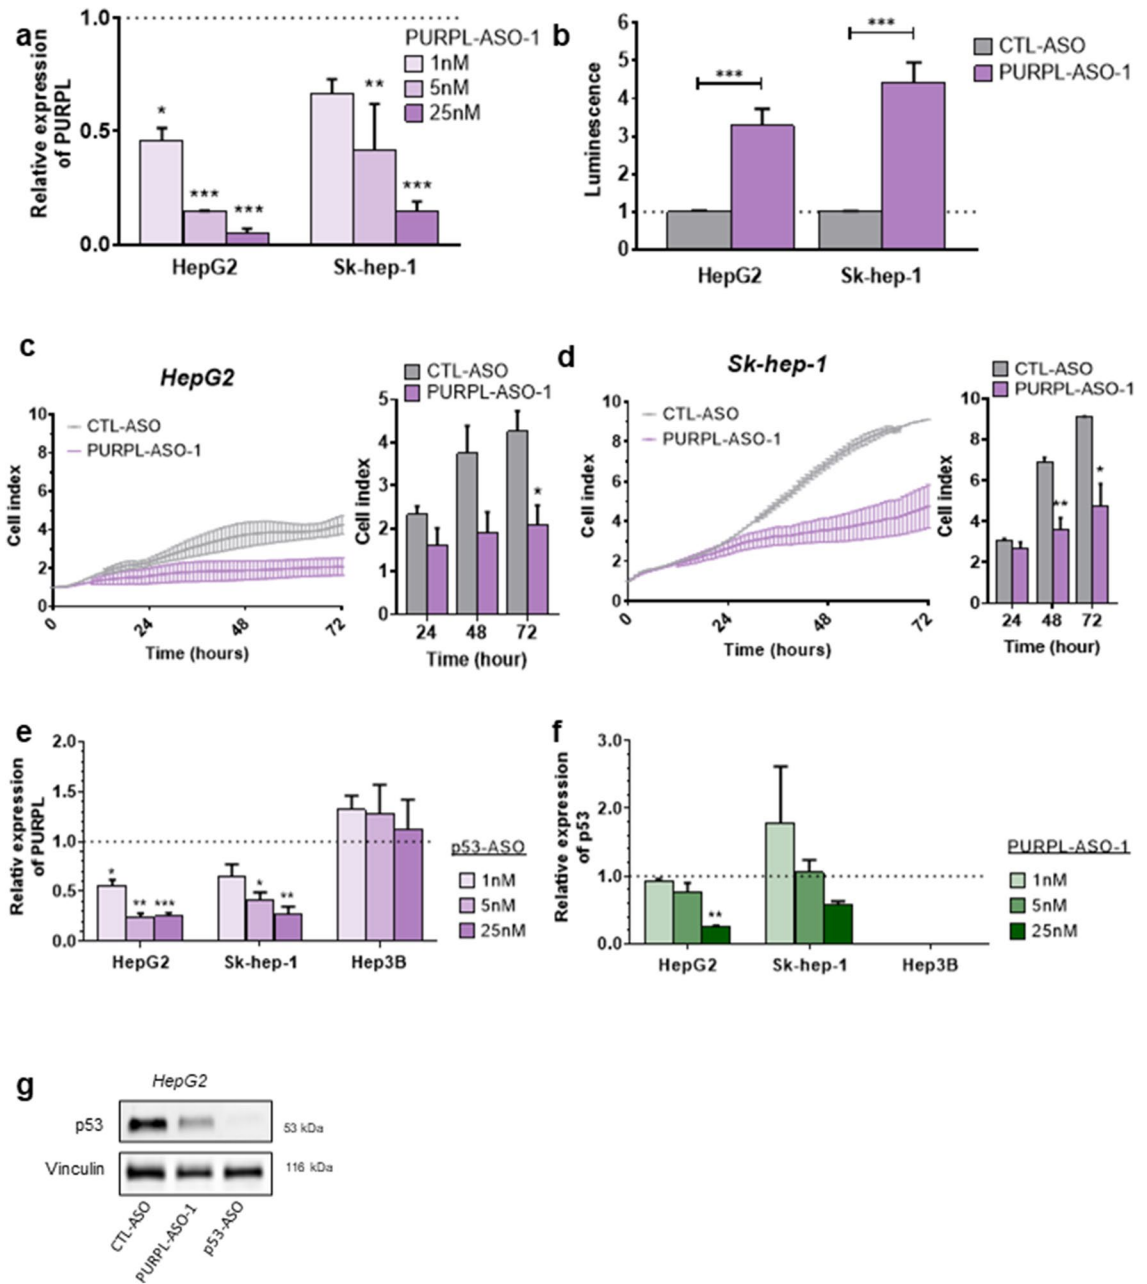 a
Relative expression
of PURPL
1.0
0.5
0.0
PURPL-ASO-1
1nM
5nM
25nM
*
***
***
**
***
HepG2
Sk-hep-1
b
Luminescence
6
5
4
3
2
1
0
***
***
CTL-ASO
PURPL-ASO-1
HepG2
Sk-hep-1
c
HepG2
Cell index
10
8
6
4
2
0
CTL-ASO
PURPL-ASO-1
0
24
48
72
Time (hours)
CTL-ASO
PURPL-ASO-1
Cell index
5
4
3
2
1
0
*
24
48
72
Time (hour)
d
Sk-hep-1
Cell index
10
8
6
4
2
0
CTL-ASO
PURPL-ASO-1
0
24
48
72
Time (hours)
CTL-ASO
PURPL-ASO-1
Cell index
10
8
6
4
2
0
**
*
24
48
72
Time (hour)
e
Relativ expression
of PURPL
2.0
1.5
1.0
0.5
0.0
*
**
***
*
**
HepG2
Sk-hep-1
Hep3B
p53-ASO
1nM
5nM
25nM
f
Relative expression
of p53
3.0
2.0
1.0
0.0
**
HepG2
Sk-hep-1
Hep3B
PURPL-ASO-1
1nM
5nM
25nM
g
HepG2
p53
53 kDa
Vinculin
116 kDa
CTL-ASO
PURPL-ASO-1
p53-ASO